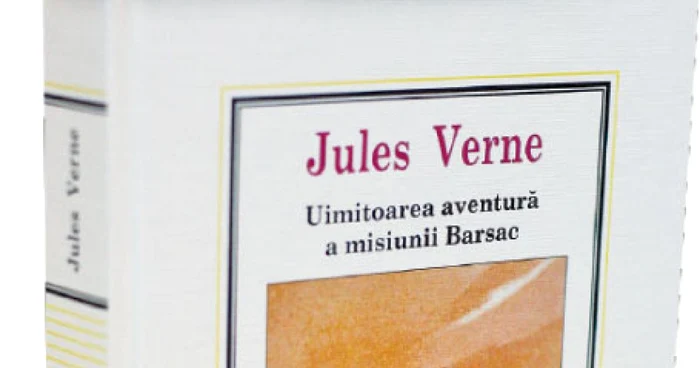 Jules Verne
Jules Verne
Uimitoarea aventură
a misiunii Barsac